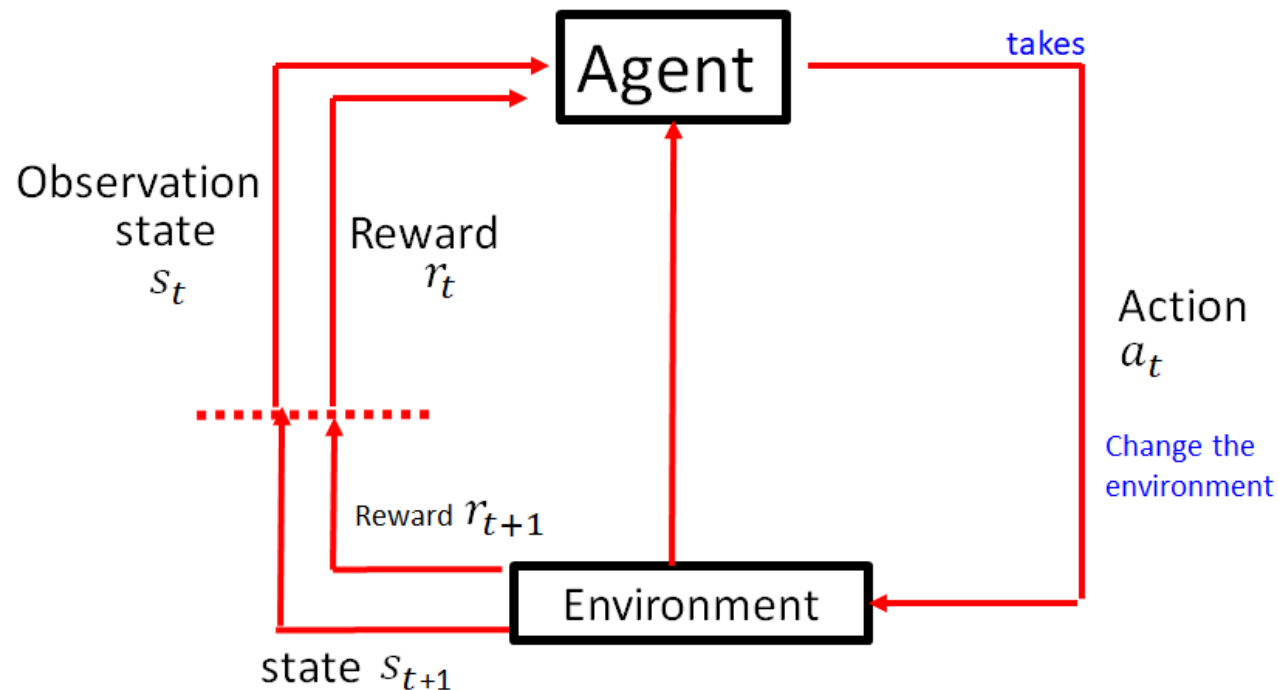 Agent
takes
Observation
state
s_t
Reward
r_t
Action
a_t
Change the
environment
Reward r_{t+1}
Environment
state s_{t+1}